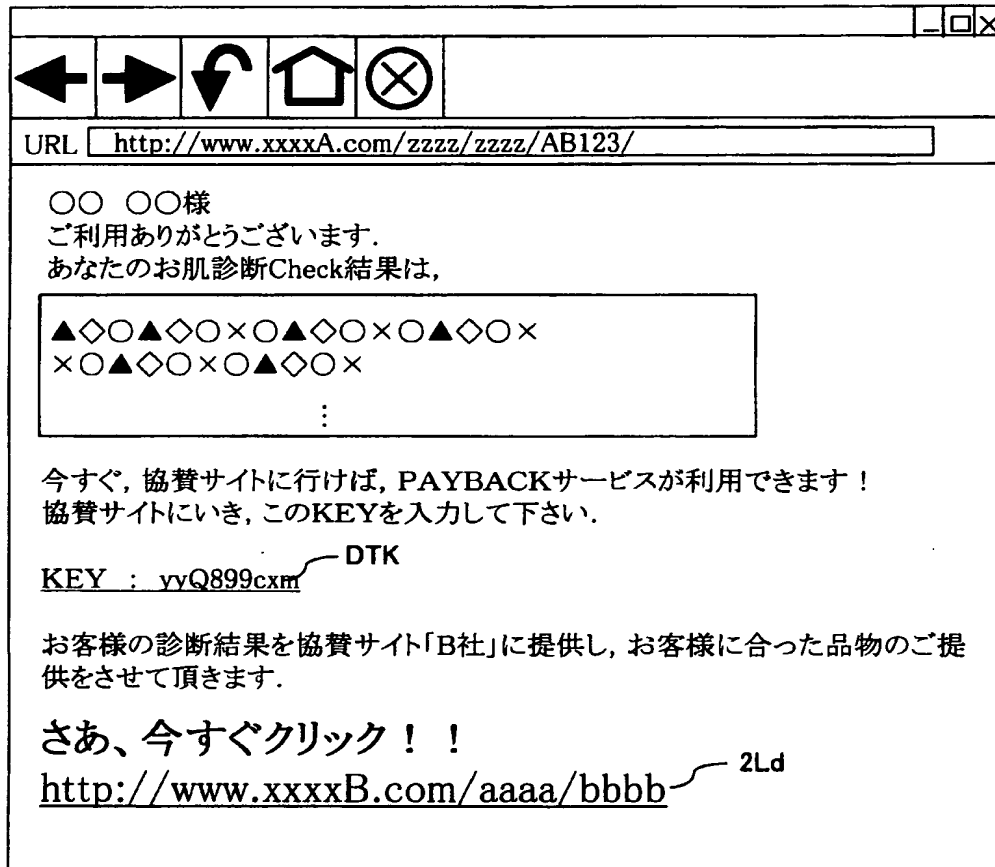 URL http://www.xxxxA.com/zzzz/zzzz/AB123/
○○ ○○様
ご利用ありがとうございます.
あなたのお肌診断Check結果は,
▲◇○▲◇○×○▲◇○×○▲◇○×
×○▲◇○×○▲◇○×
⋮
今すぐ, 協賛サイトに行けば, PAYBACKサービスが利用できます！
協賛サイトにいき, このKEYを入力して下さい.
DTK
KEY : yyQ899cxm
お客様の診断結果を協賛サイト「B社」に提供し, お客様に合った品物のご提
供をさせて頂きます.
さあ、今すぐクリック！！
2Ld
http://www.xxxxB.com/aaaa/bbbb